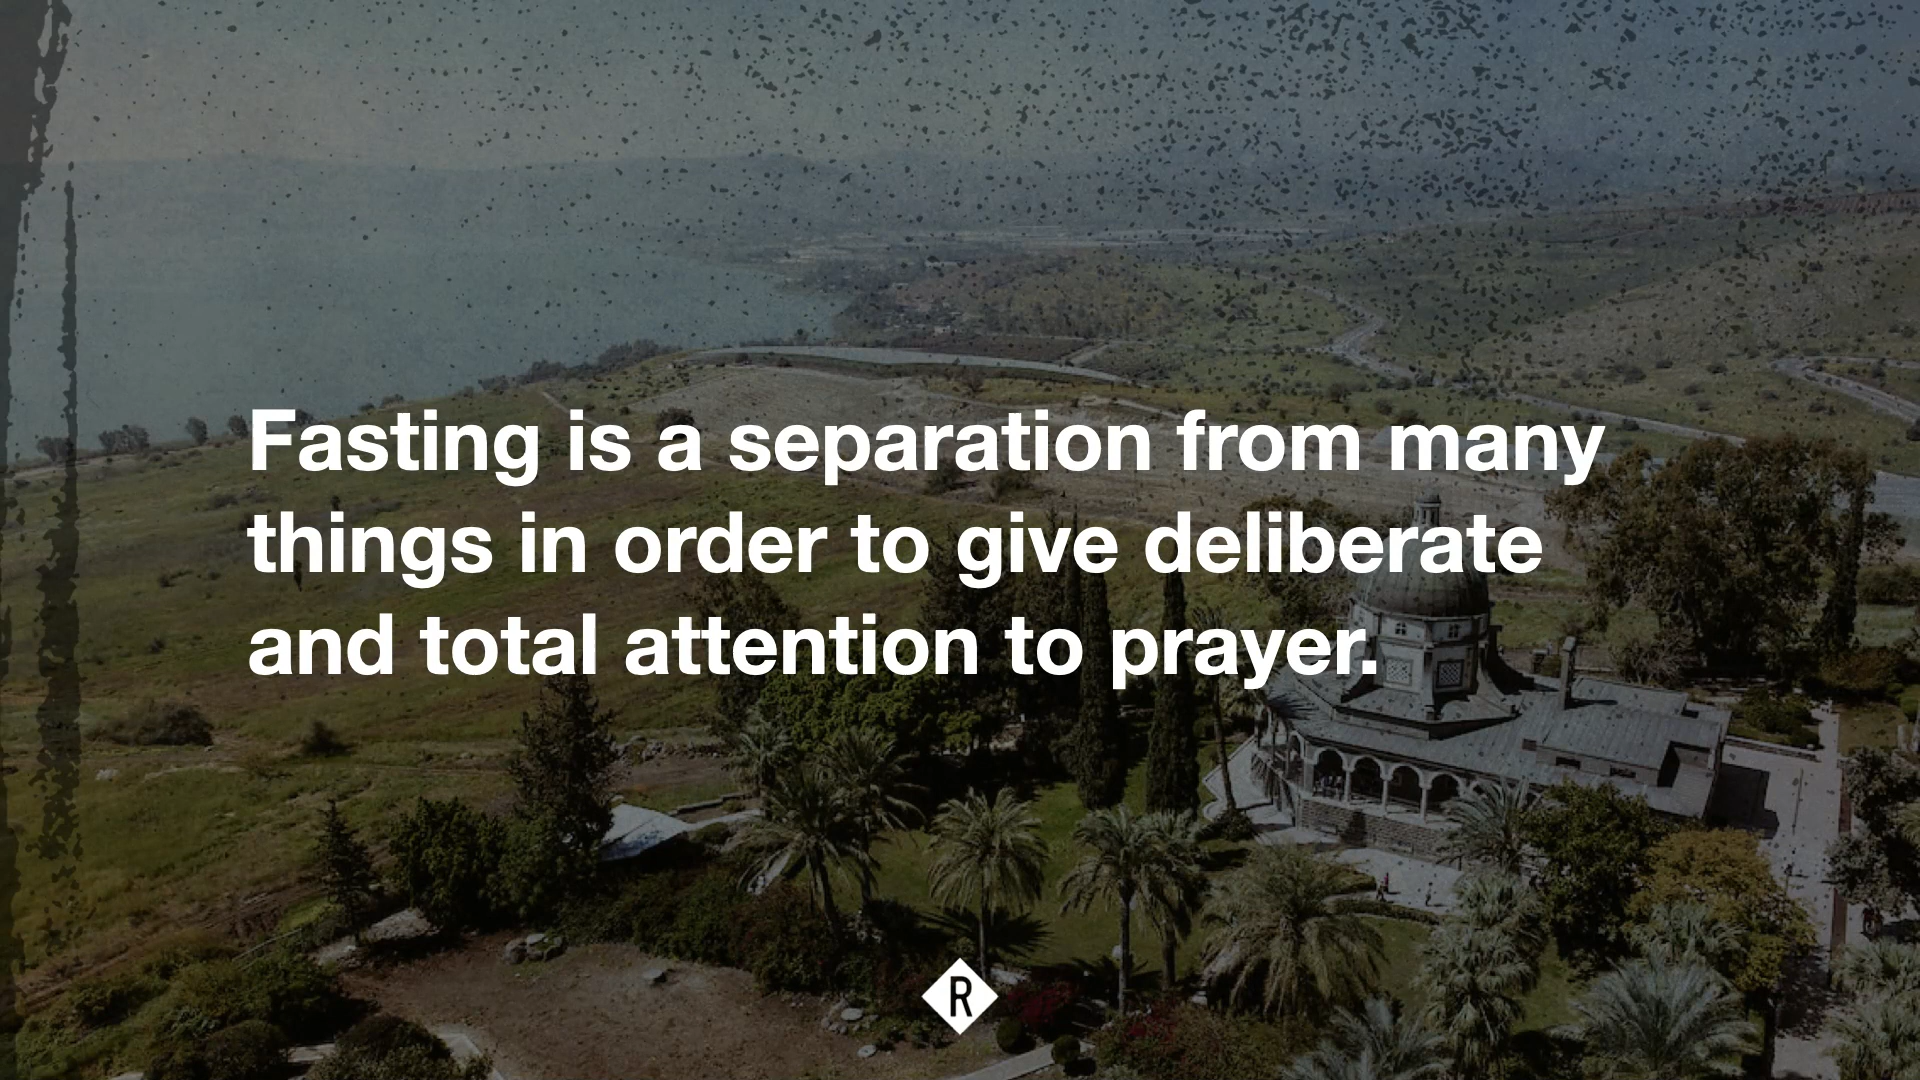 Fasting is a separation from many
things in order to give deliberate
and total attention to prayer.
R